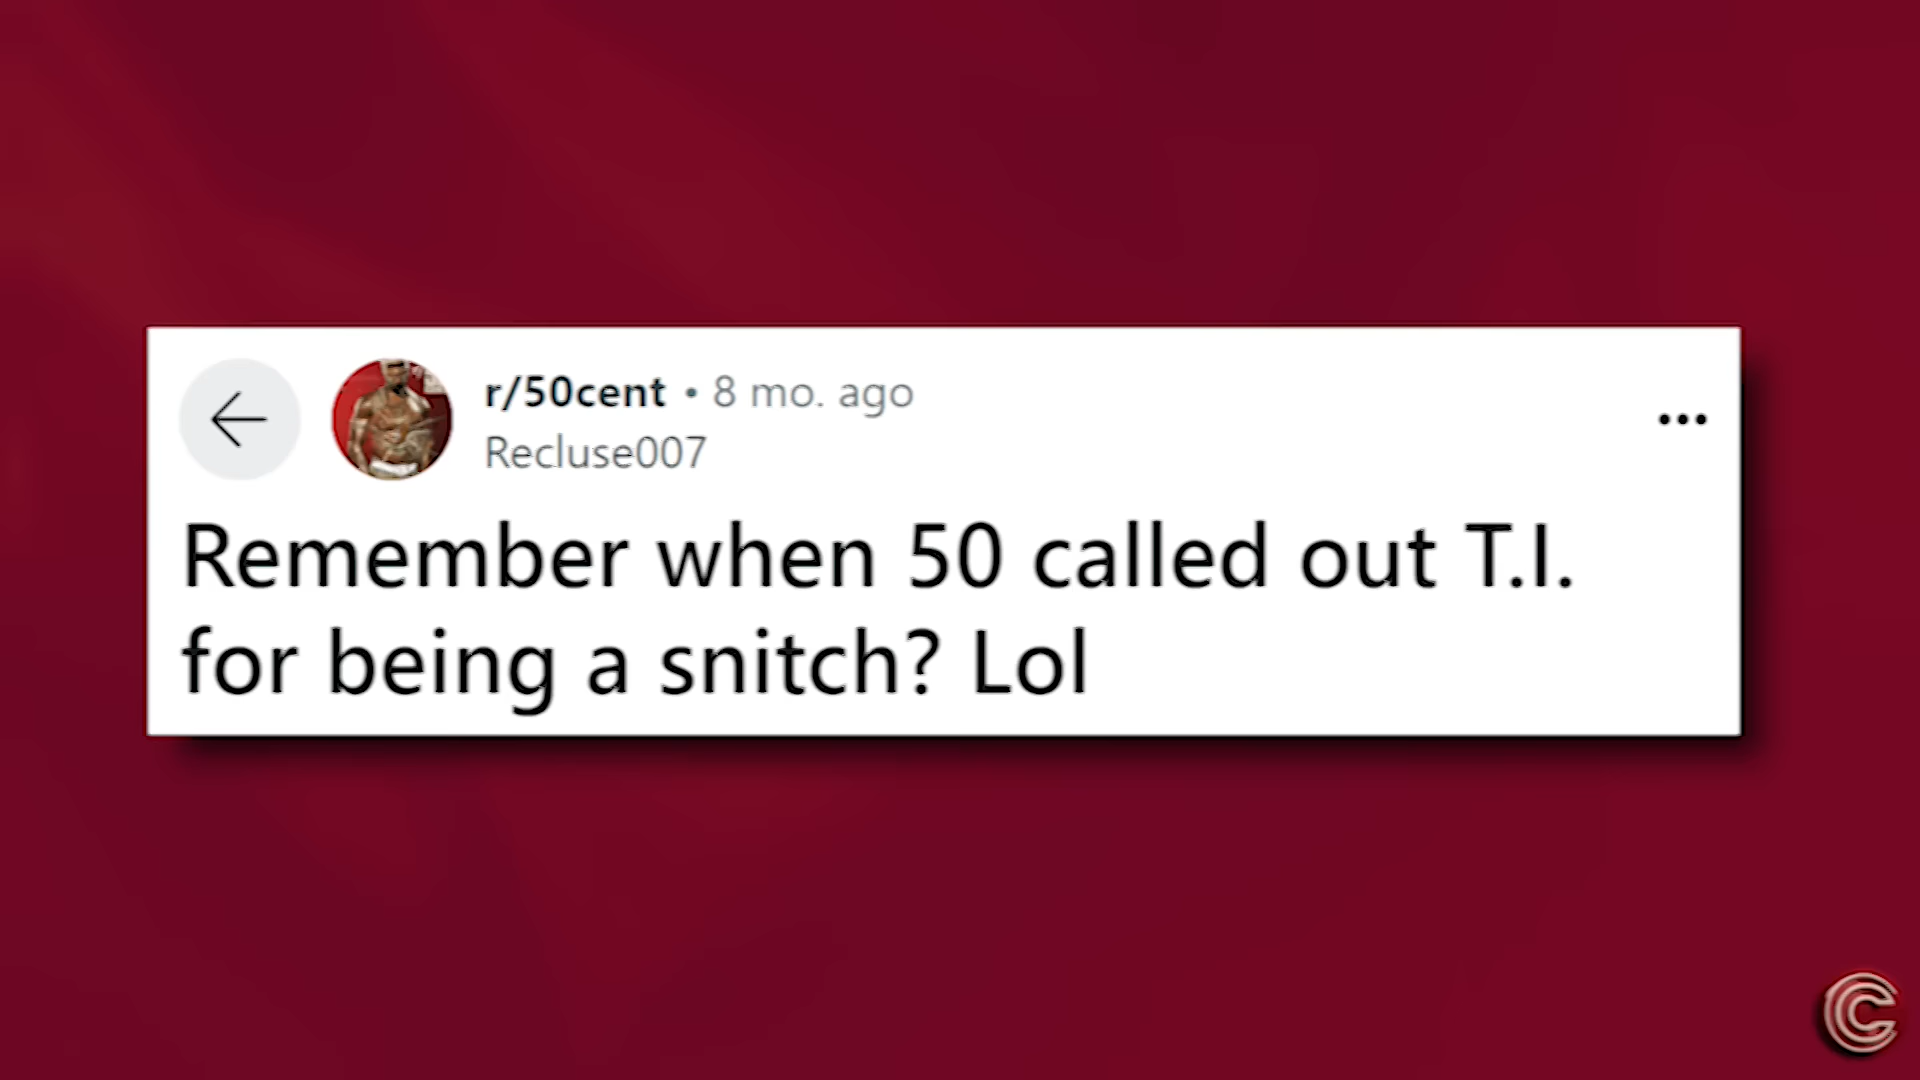 r/50cent • 8 mo. ago
Recluse007
Remember when 50 called out T.I.
for being a snitch? Lol